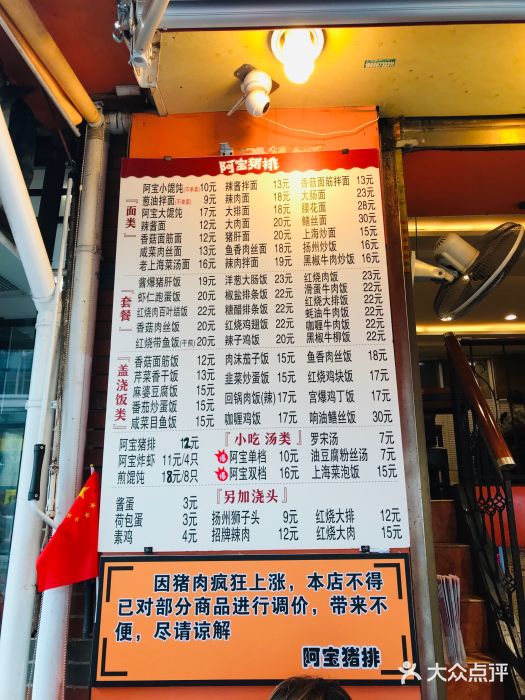 阿宝猪排
『面类』
阿宝小馄饨(不单卖) 10元 辣酱拌面 13元 香菇面筋拌面 13元
葱油拌面(不单卖) 9元 辣肉面 18元 大肠面 23元
阿宝大馄饨 17元 大排面 18元 腰花面 28元
辣酱面 12元 大肉面 20元 鳝丝面 30元
香菇面筋面 12元 猪肝面 20元 上海炒面 15元
咸菜肉丝面 13元 鱼香肉丝面 18元 扬州炒饭 15元
老上海菜汤面 16元 辣肉拌面 19元 黑椒牛肉炒饭 16元
『套餐』
酱爆猪肝饭 19元 洋葱大肠饭 23元 红烧肉饭 22元
虾仁跑蛋饭 20元 椒盐排条饭 22元 滑蛋牛肉饭 22元
红烧肉百叶结饭 22元 糖醋排条饭 22元 红烧大排饭 22元
香菇肉丝饭 20元 红烧鸡翅饭 22元 蚝油牛肉饭 22元
红烧带鱼饭(干煎) 20元 辣子鸡饭 20元 咖喱牛肉饭 22元
黑椒牛柳饭 22元
『盖浇饭类』
香菇面筋饭 12元 肉沫茄子饭 15元 鱼香肉丝饭 18元
芹菜香干饭 13元 韭菜炒蛋饭 15元 红烧鸡块饭 17元
麻婆豆腐饭 15元 回锅肉饭(辣) 17元 宫爆鸡丁饭 17元
番茄炒蛋饭 15元 咖喱鸡饭 17元 响油鳝丝饭 30元
咸菜目鱼饭 15元
『小吃 汤类』
阿宝猪排 12元 罗宋汤 7元
阿宝炸虾 11元/4只 阿宝单档 10元 油豆腐粉丝汤 7元
煎馄饨 18元/8只 阿宝双档 16元 上海菜泡饭 15元
『另加浇头』
酱蛋 3元 扬州狮子头 9元 红烧大排 12元
荷包蛋 3元 招牌辣肉 12元 红烧大肉 15元
素鸡 4元
因猪肉疯狂上涨，本店不得
已对部分商品进行调价，带来不
便，尽请谅解
阿宝猪排
大众点评